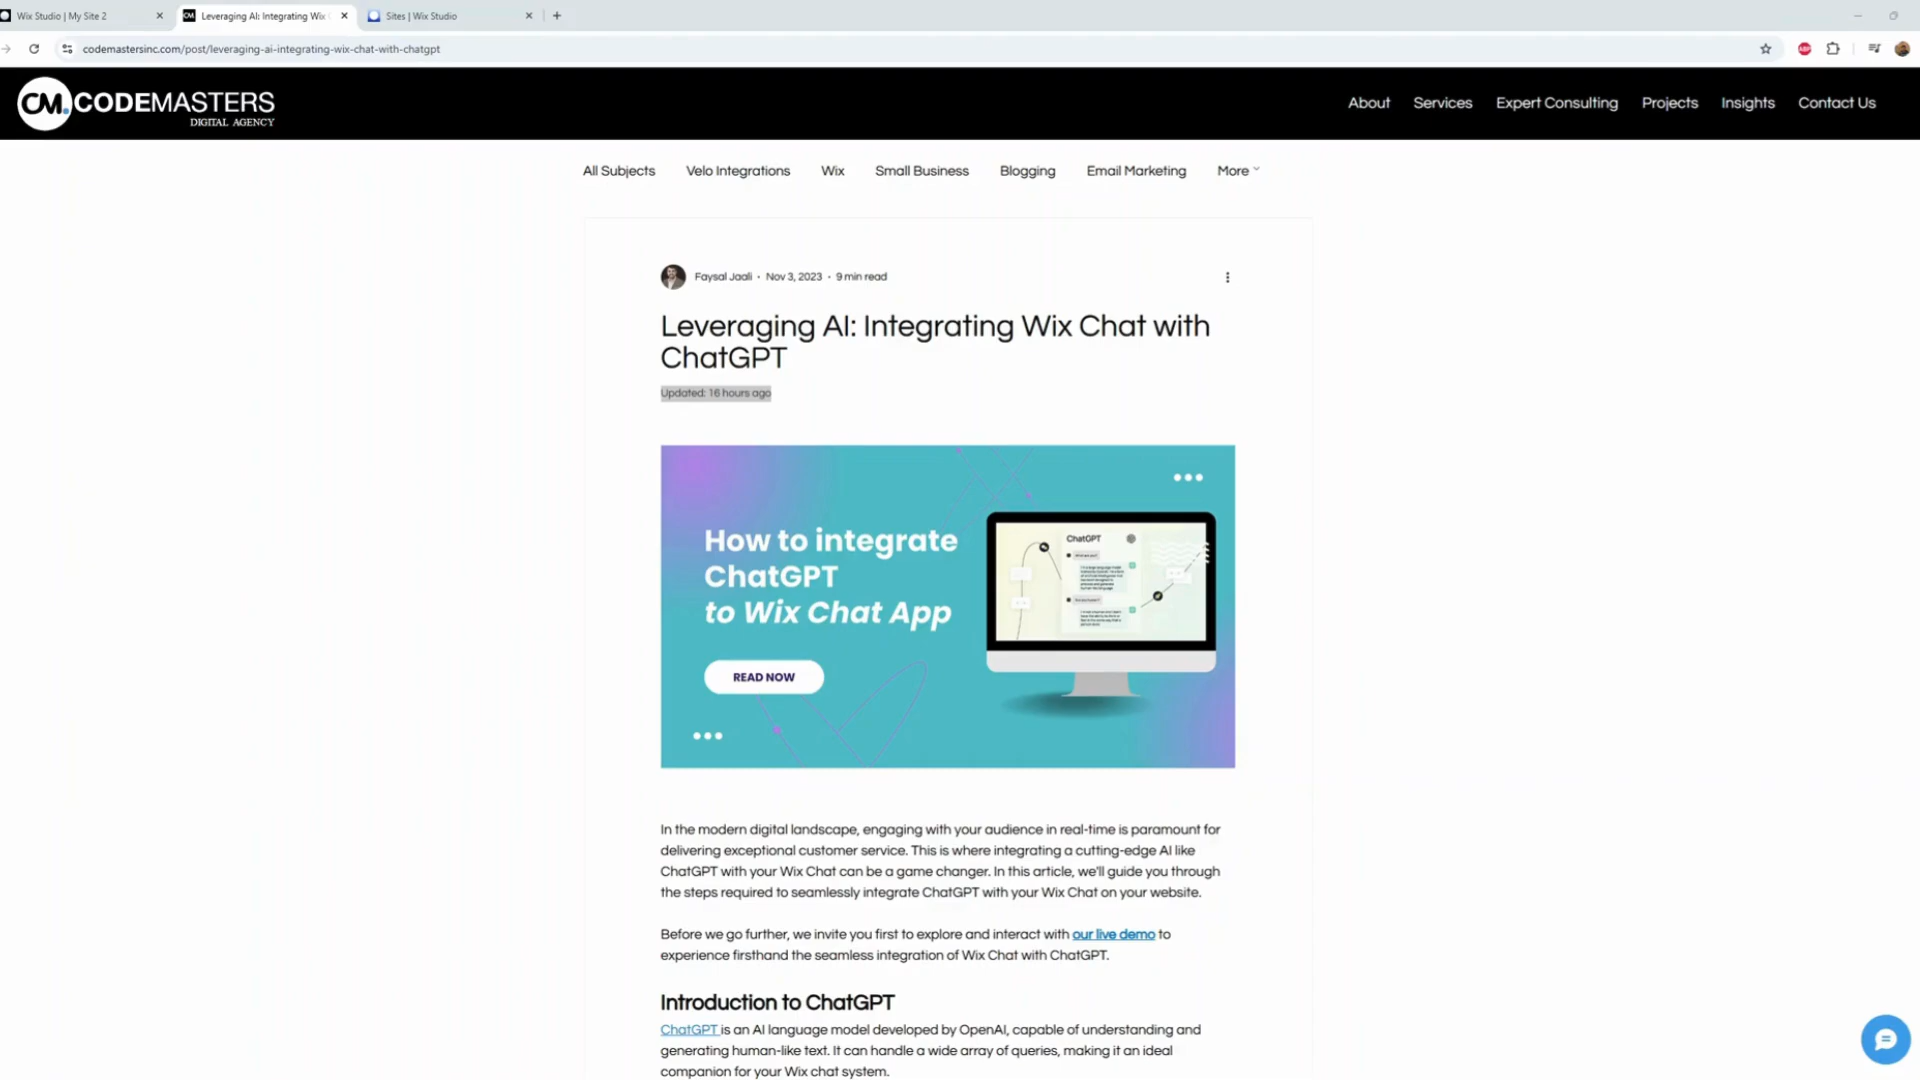 Wix Studio | My Site 2
Leveraging AI: Integrating Wix C
Sites | Wix Studio
codemastersinc.com/post/leveraging-ai-integrating-wix-chat-with-chatgpt
ABP
CM.CODEMASTERS
DIGITAL AGENCY
About
Services
Expert Consulting
Projects
Insights
Contact Us
All Subjects
Velo Integrations
Wix
Small Business
Blogging
Email Marketing
More
Faysal Jaali · Nov 3, 2023 · 9 min read
Leveraging AI: Integrating Wix Chat with
ChatGPT
Updated: 16 hours ago
How to integrate
ChatGPT
to Wix Chat App
READ NOW
ChatGPT
In the modern digital landscape, engaging with your audience in real-time is paramount for
delivering exceptional customer service. This is where integrating a cutting-edge AI like
ChatGPT with your Wix Chat can be a game changer. In this article, we'll guide you through
the steps required to seamlessly integrate ChatGPT with your Wix Chat on your website.
Before we go further, we invite you first to explore and interact with our live demo to
experience firsthand the seamless integration of Wix Chat with ChatGPT.
Introduction to ChatGPT
ChatGPT is an AI language model developed by OpenAI, capable of understanding and
generating human-like text. It can handle a wide array of queries, making it an ideal
companion for your Wix chat system.